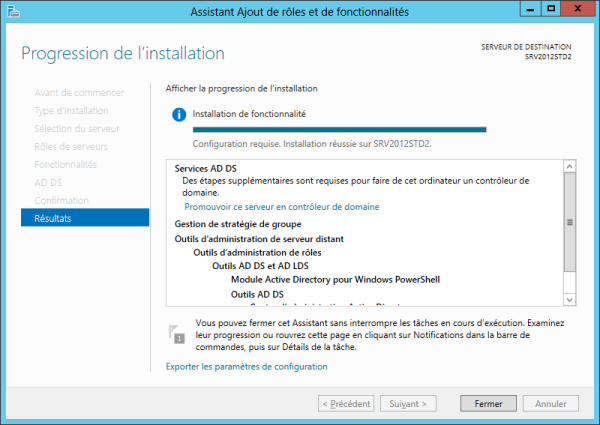 Assistant Ajout de rôles et de fonctionnalités
Progression de l'installation
SERVEUR DE DESTINATION
SRV2012STD2
Avant de commencer
Type d'installation
Sélection du serveur
Rôles de serveurs
Fonctionnalités
AD DS
Confirmation
Résultats
Afficher la progression de l'installation
Installation de fonctionnalité
Configuration requise. Installation réussie sur SRV2012STD2.
Services AD DS
Des étapes supplémentaires sont requises pour faire de cet ordinateur un contrôleur de
domaine.
Promouvoir ce serveur en contrôleur de domaine
Gestion de stratégie de groupe
Outils d'administration de serveur distant
Outils d'administration de rôles
Outils AD DS et AD LDS
Module Active Directory pour Windows PowerShell
Outils AD DS
1
Vous pouvez fermer cet Assistant sans interrompre les tâches en cours d'exécution. Examinez
leur progression ou rouvrez cette page en cliquant sur Notifications dans la barre de
commandes, puis sur Détails de la tâche.
Exporter les paramètres de configuration
< Précédent
Suivant >
Fermer
Annuler